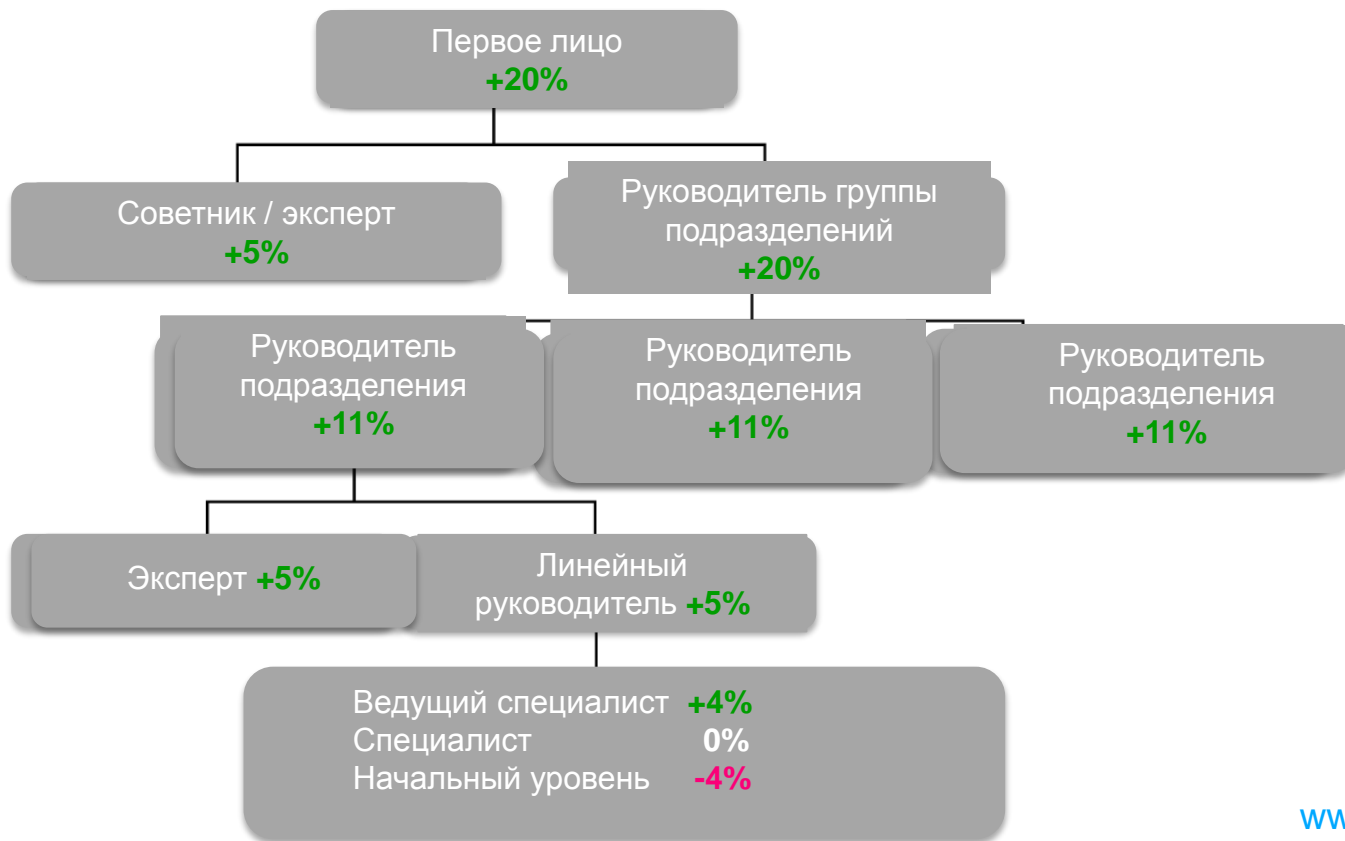 Первое лицо
+20%
Советник / эксперт
+5%
Руководитель группы
подразделений
+20%
Руководитель
подразделения
+11%
Руководитель
подразделения
+11%
Руководитель
подразделения
+11%
Эксперт +5%
Линейный
руководитель +5%
Ведущий специалист +4%
Специалист 0%
Начальный уровень -4%